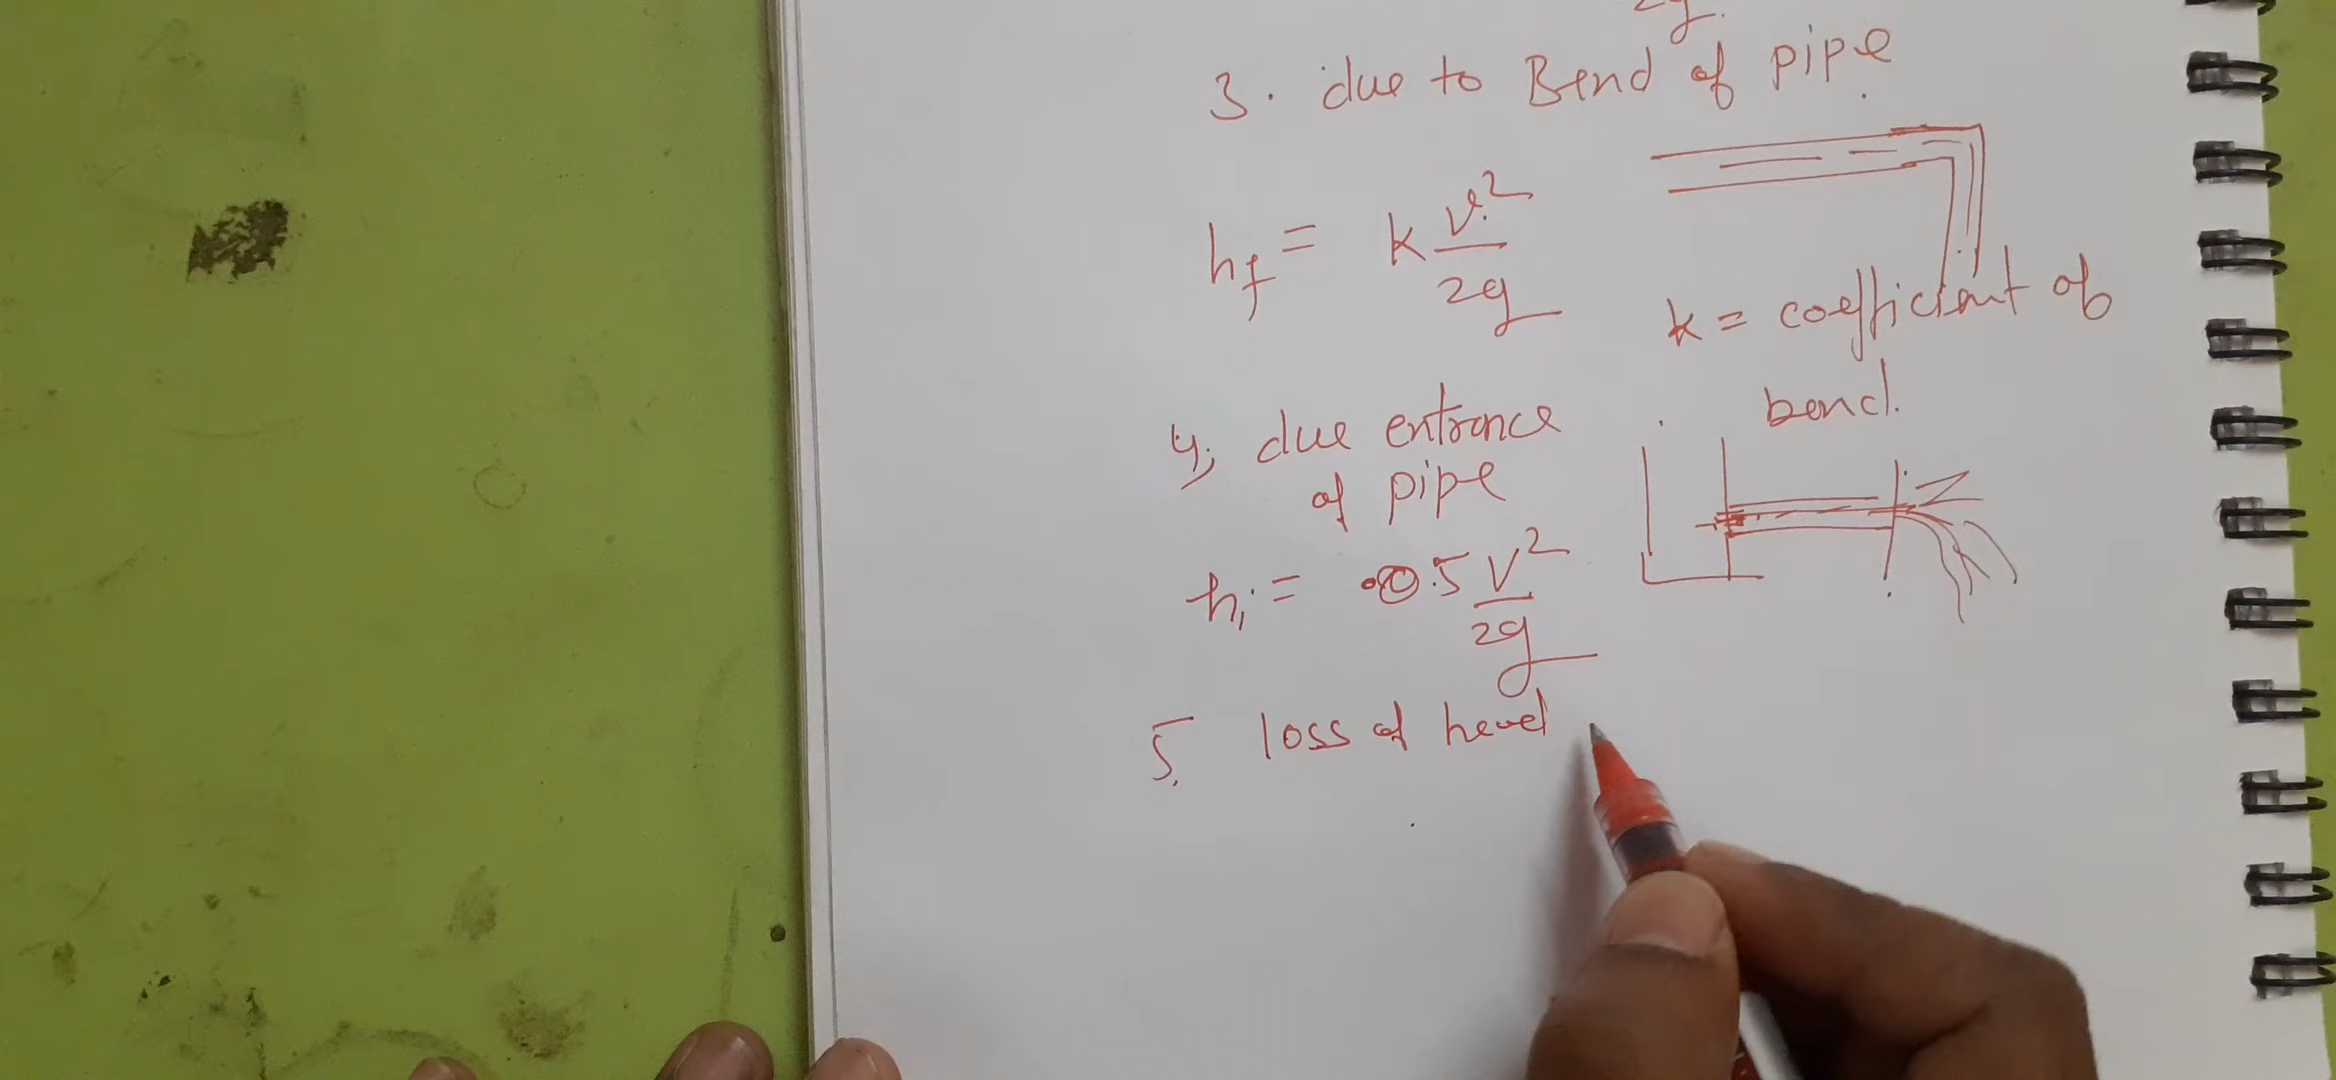 2g.
3. due to Bend of pipe
hf = k v²/2g
k = coefficient of
bend.
4, due entrance
of pipe
hi = 0.5 V²/2g
5. loss of head